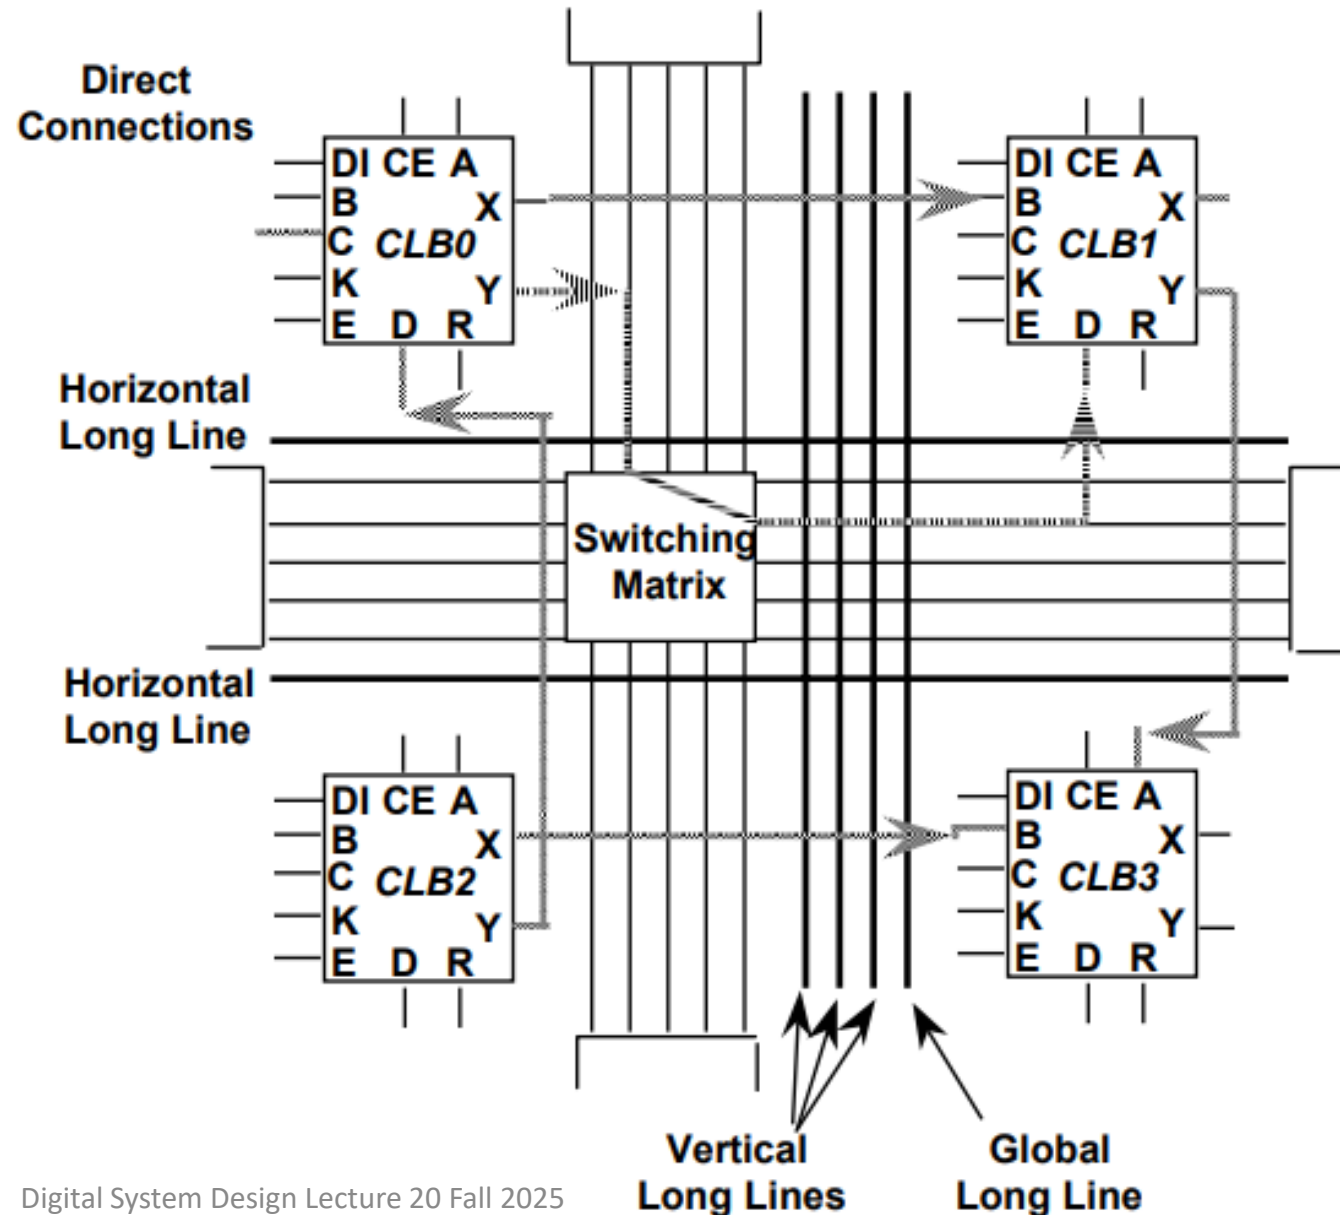 Direct
Connections
DI CE A
B
X
C CLB0
K
Y
E D R
DI CE A
B
X
C CLB1
K
Y
E D R
Horizontal
Long Line
Switching
Matrix
Horizontal
Long Line
DI CE A
B
X
C CLB2
K
Y
E D R
DI CE A
B
X
C CLB3
K
Y
E D R
Vertical
Long Lines
Global
Long Line
Digital System Design Lecture 20 Fall 2025